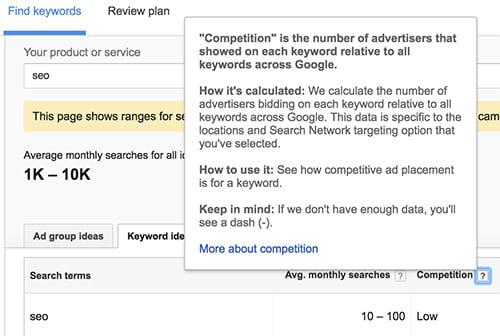 Find keywords Review plan
Your product or service
seo
This page shows ranges for se
cam
Average monthly searches for all id
1K – 10K
Ad group ideas Keyword ide
Search terms Avg. monthly searches ? Competition ?
seo 10 – 100 Low
"Competition" is the number of advertisers that
showed on each keyword relative to all
keywords across Google.
How it's calculated: We calculate the number of
advertisers bidding on each keyword relative to all
keywords across Google. This data is specific to the
locations and Search Network targeting option that
you've selected.
How to use it: See how competitive ad placement
is for a keyword.
Keep in mind: If we don't have enough data, you'll
see a dash (-).
More about competition